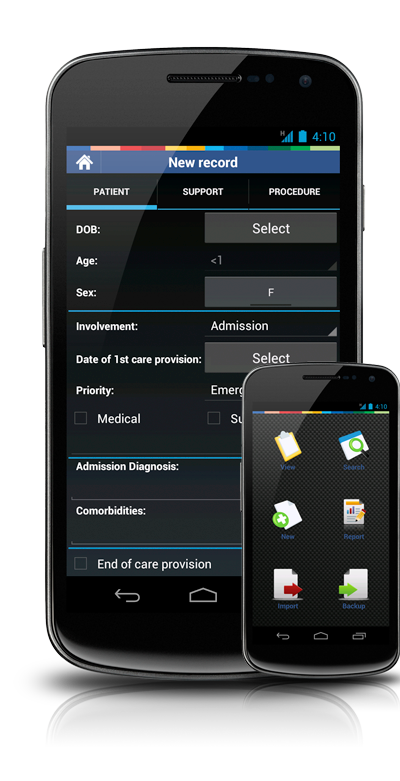 H 4:10
New record
PATIENT SUPPORT PROCEDURE
DOB: Select
Age: <1
Sex: F
Involvement: Admission
Date of 1st care provision: Select
Priority: Emerg
Medical Su
Admission Diagnosis:
Comorbidities:
End of care provision
4:10
View Search
New Report
Import Backup